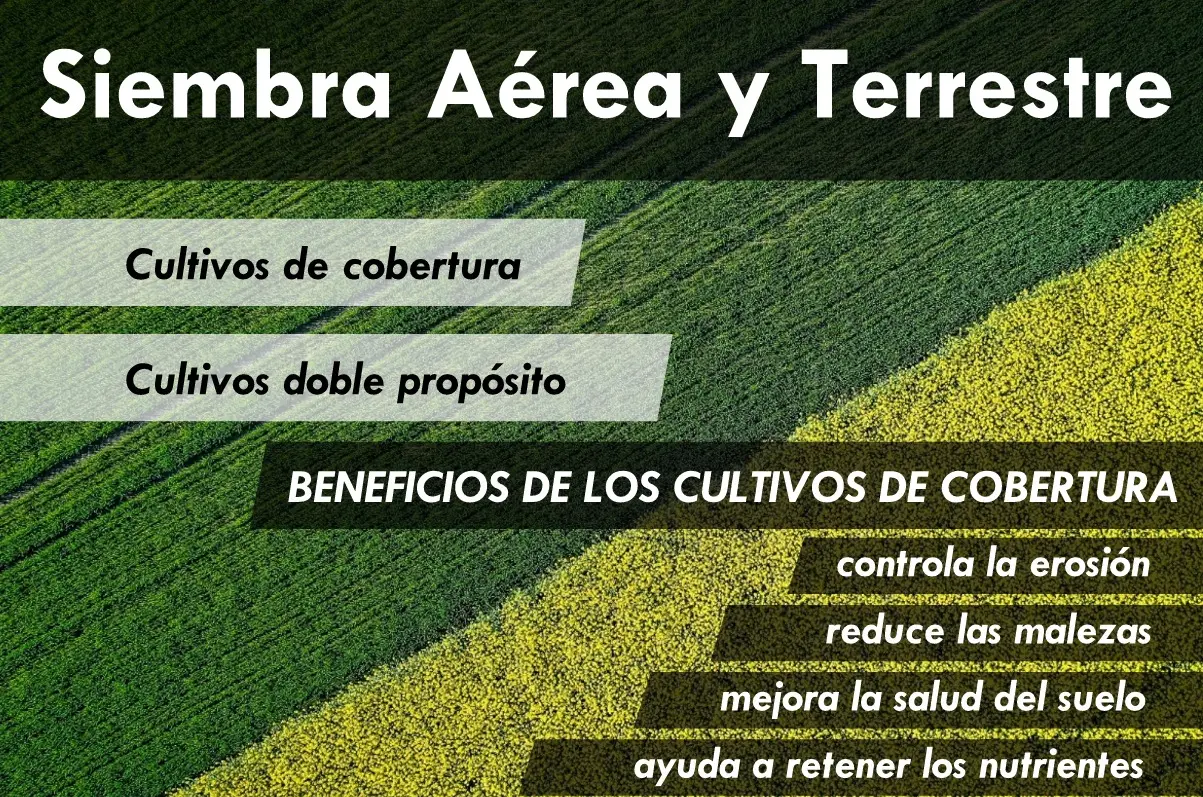 Siembra Aérea y Terrestre
Cultivos de cobertura
Cultivos doble propósito
BENEFICIOS DE LOS CULTIVOS DE COBERTURA
controla la erosión
reduce las malezas
mejora la salud del suelo
ayuda a retener los nutrientes